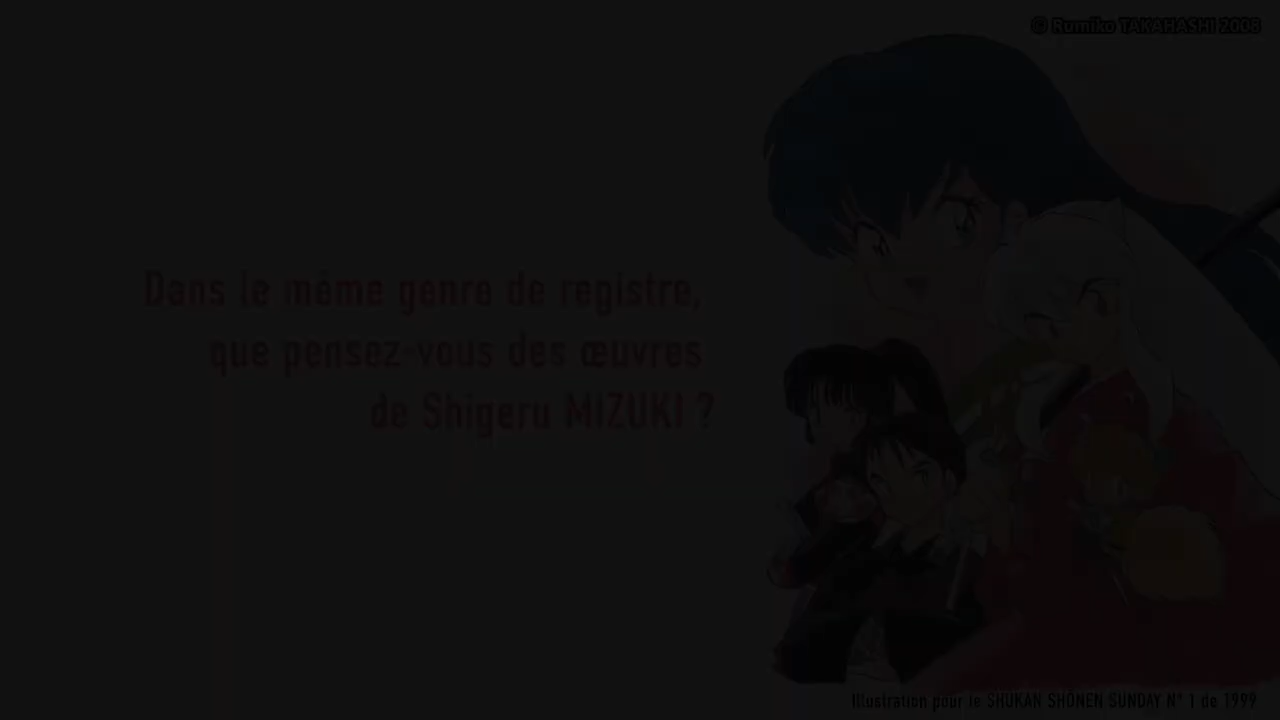 © Rumiko TAKAHASHI 2008
Dans le même genre de registre,
que pensez-vous des œuvres
de Shigeru MIZUKI ?
Illustration pour le SHUKAN SHÔNEN SUNDAY N° 1 de 1999